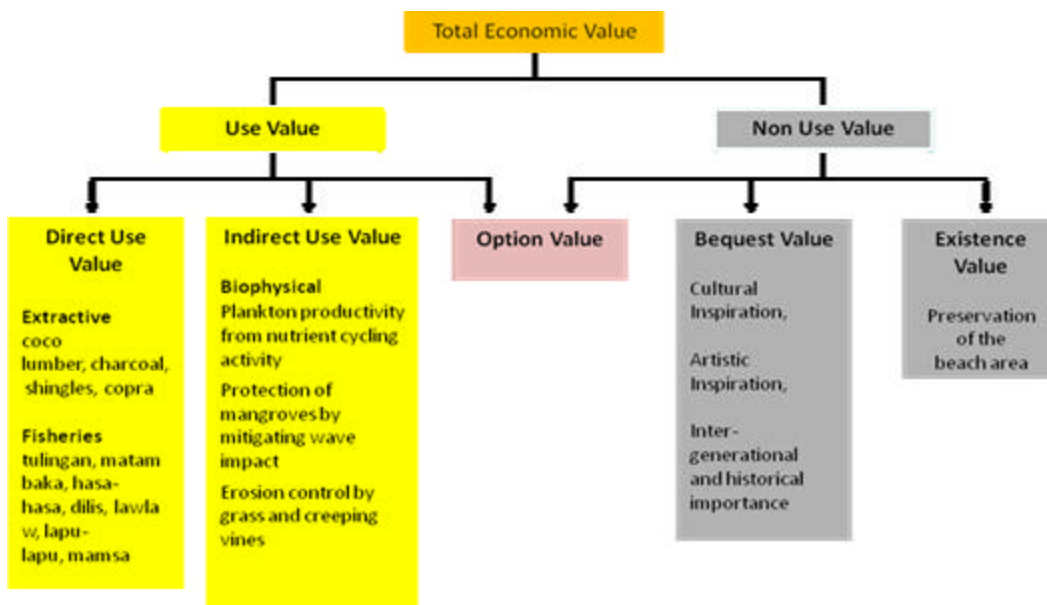 Total Economic Value
Use Value
Non Use Value
Direct Use
Value
Extractive
coco
lumber, charcoal,
shingles, copra
Fisheries
tulingan, matam
baka, hasa-
hasa, dilis, lawla
w, lapu-
lapu, mamsa
Indirect Use Value
Biophysical
Plankton productivity
from nutrient cycling
activity
Protection of
mangroves by
mitigating wave
impact
Erosion control by
grass and creeping
vines
Option Value
Bequest Value
Cultural
Inspiration,
Artistic
Inspiration,
Inter-
generational
and historical
importance
Existence
Value
Preservation
of the
beach area